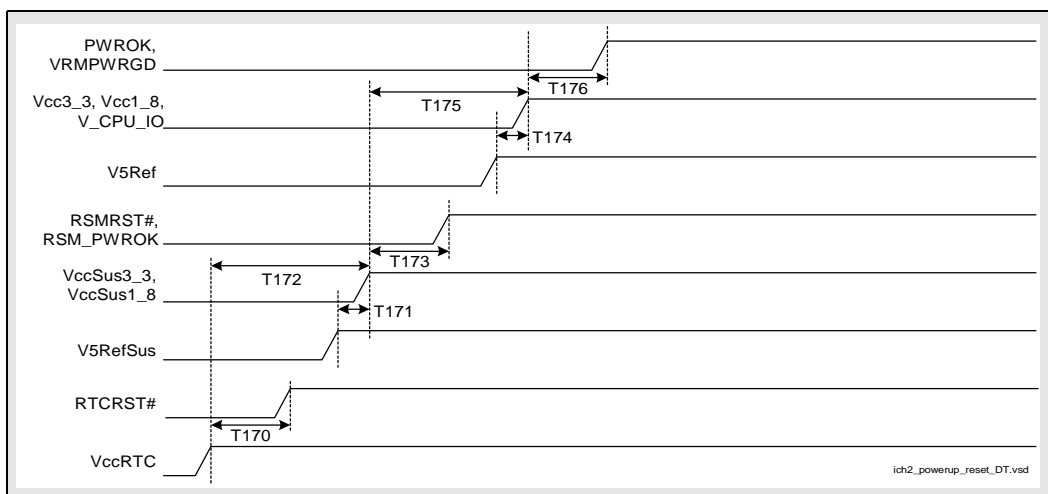 PWROK,
VRMPWRGD
T176
Vcc3_3, Vcc1_8,
V_CPU_IO
T175
T174
V5Ref
RSMRST#,
RSM_PWROK
T173
VccSus3_3,
VccSus1_8
T172
T171
V5RefSus
RTCRST#
T170
VccRTC
ich2_powerup_reset_DT.vsd